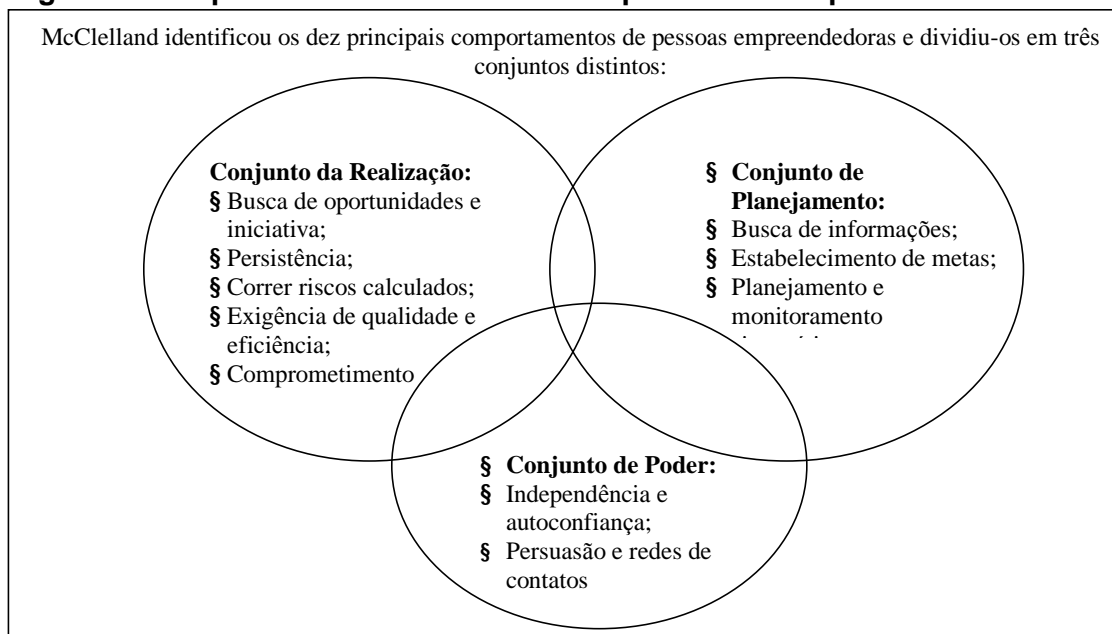 McClelland identificou os dez principais comportamentos de pessoas empreendedoras e dividiu-os em três
conjuntos distintos:
Conjunto da Realização:
§ Busca de oportunidades e
iniciativa;
§ Persistência;
§ Correr riscos calculados;
§ Exigência de qualidade e
eficiência;
§ Comprometimento
§ Conjunto de
Planejamento:
§ Busca de informações;
§ Estabelecimento de metas;
§ Planejamento e
monitoramento
§ Conjunto de Poder:
§ Independência e
autoconfiança;
§ Persuasão e redes de
contatos